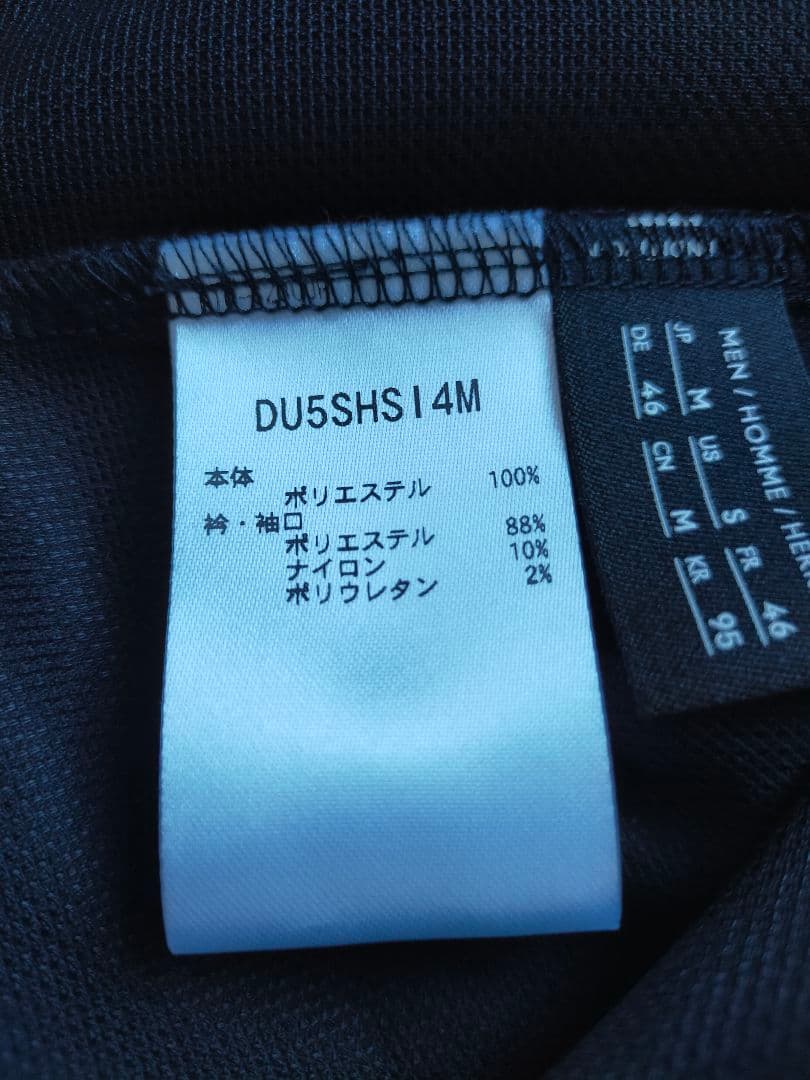 DU5SHSI4M
本体
ポリエステル 100%
衿・袖口
ポリエステル 88%
ナイロン 10%
ポリウレタン 2%
MEN / HOMME / HER
JP M US S FR 46
DE 46 CN M KR 95